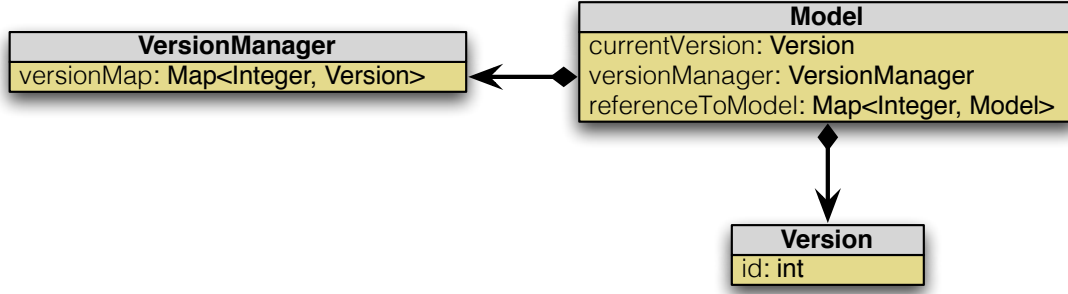 VersionManager
versionMap: Map<Integer, Version>
Model
currentVersion: Version
versionManager: VersionManager
referenceToModel: Map<Integer, Model>
Version
id: int